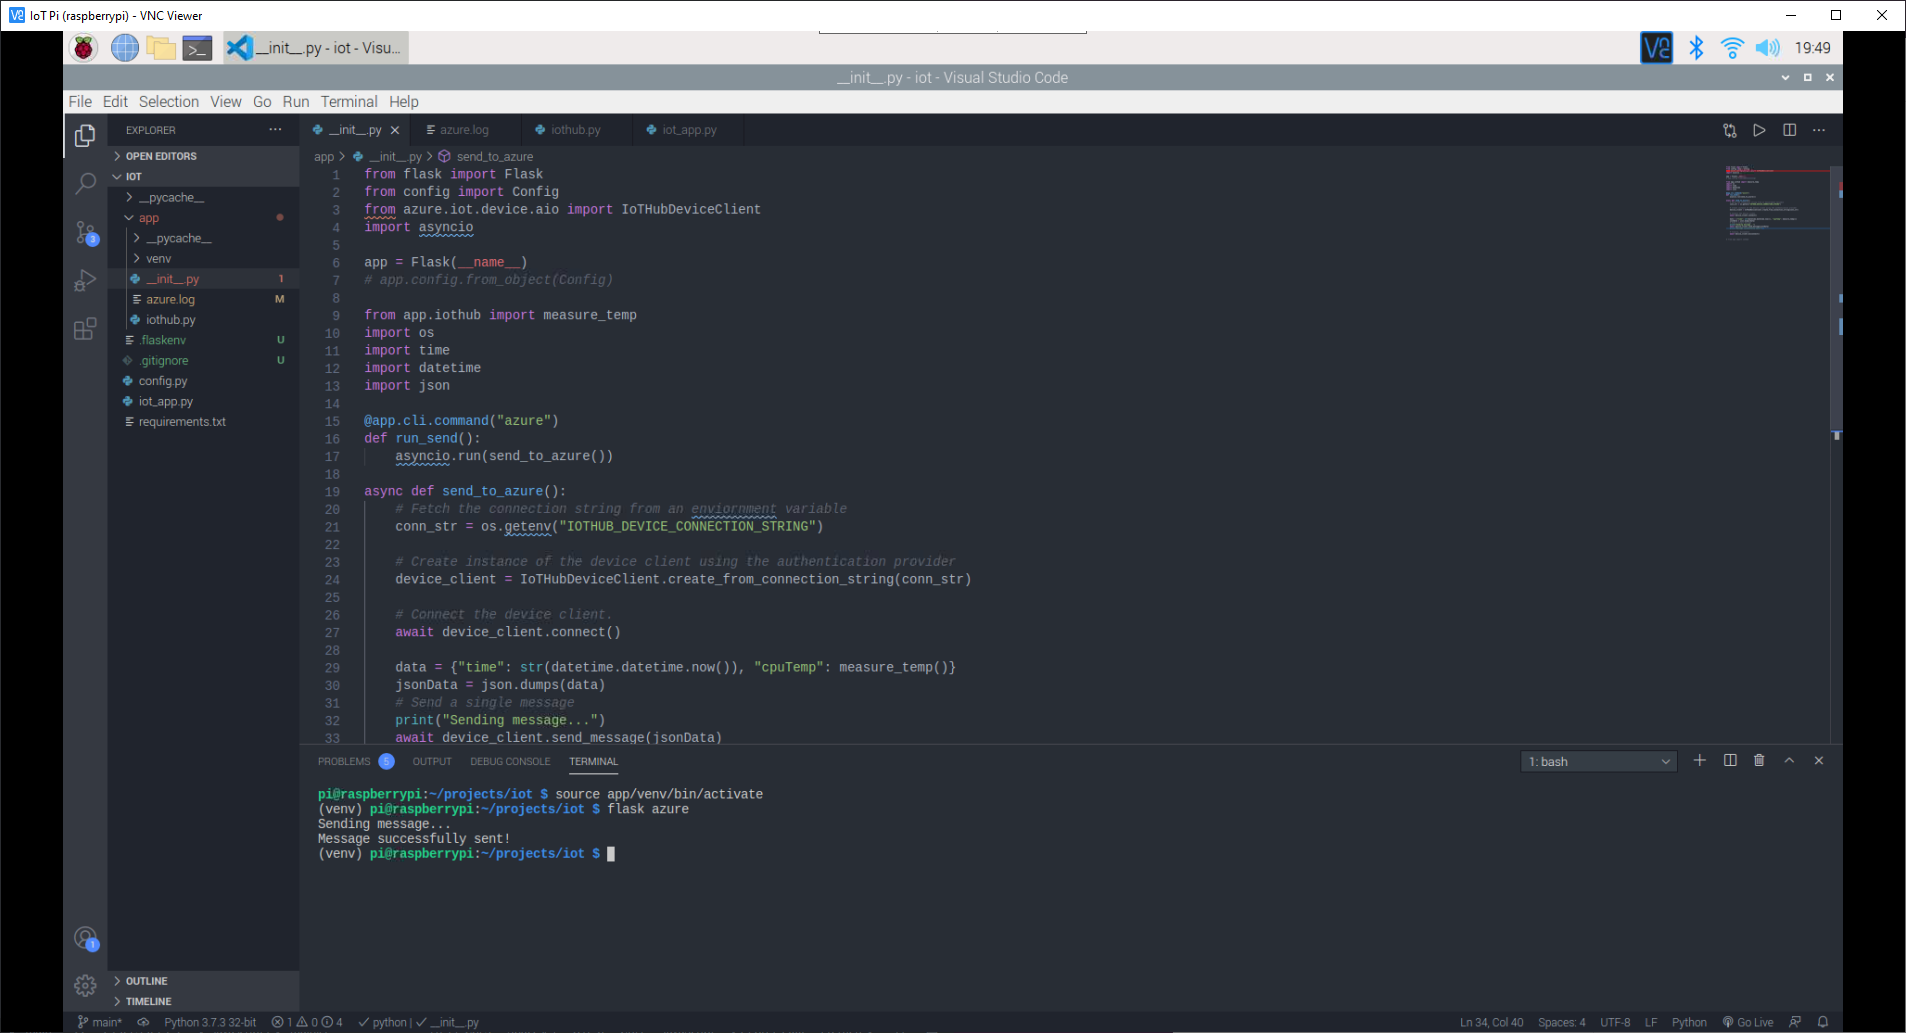 IoT Pi (raspberrypi) - VNC Viewer
__init__.py - iot - Visu...
19:49
__init__.py - iot - Visual Studio Code
File Edit Selection View Go Run Terminal Help
EXPLORER
OPEN EDITORS
IOT
__pycache__
app
__pycache__
venv
__init__.py 1
azure.log M
iothub.py
.flaskenv U
.gitignore U
config.py
iot_app.py
requirements.txt
OUTLINE
TIMELINE
3
1
__init__.py azure.log iothub.py iot_app.py
app > __init__.py > send_to_azure
1 from flask import Flask
2 from config import Config
3 from azure.iot.device.aio import IoTHubDeviceClient
4 import asyncio
5
6 app = Flask(__name__)
7 # app.config.from_object(Config)
8
9 from app.iothub import measure_temp
10 import os
11 import time
12 import datetime
13 import json
14
15 @app.cli.command("azure")
16 def run_send():
17 asyncio.run(send_to_azure())
18
19 async def send_to_azure():
20 # Fetch the connection string from an enviornment variable
21 conn_str = os.getenv("IOTHUB_DEVICE_CONNECTION_STRING")
22
23 # Create instance of the device client using the authentication provider
24 device_client = IoTHubDeviceClient.create_from_connection_string(conn_str)
25
26 # Connect the device client.
27 await device_client.connect()
28
29 data = {"time": str(datetime.datetime.now()), "cpuTemp": measure_temp()}
30 jsonData = json.dumps(data)
31 # Send a single message
32 print("Sending message...")
33 await device_client.send_message(jsonData)
PROBLEMS 5 OUTPUT DEBUG CONSOLE TERMINAL
1: bash
pi@raspberrypi:~/projects/iot $ source app/venv/bin/activate
(venv) pi@raspberrypi:~/projects/iot $ flask azure
Sending message...
Message successfully sent!
(venv) pi@raspberrypi:~/projects/iot $
main* Python 3.7.3 32-bit 1 0 4 python | __init__.py
Ln 34, Col 40 Spaces: 4 UTF-8 LF Python Go Live